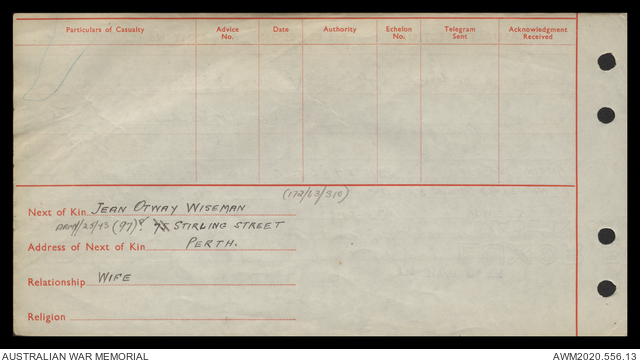 Particulars of Casualty Advice No. Date Authority Echelon No. Telegram Sent Acknowledgment Received
(172/63/310)
Next of Kin JEAN OTWAY WISEMAN
(97)? STIRLING STREET
Address of Next of Kin PERTH.
Relationship WIFE
Religion
AUSTRALIAN WAR MEMORIAL AWM2020.556.13